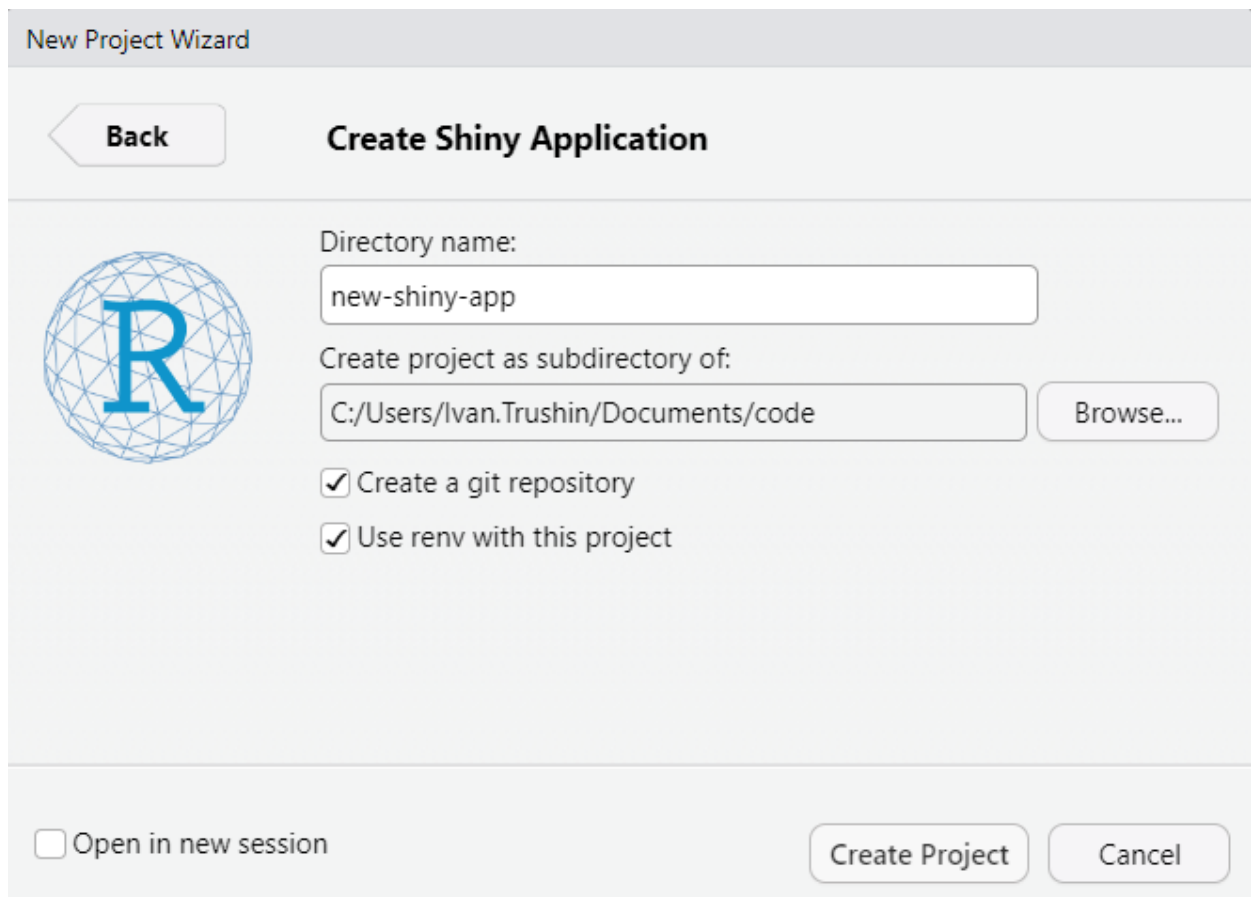 New Project Wizard
Back
Create Shiny Application
Directory name:
R
new-shiny-app
Create project as subdirectory of:
C:/Users/Ivan.Trushin/Documents/code
Browse...
Create a git repository
Use renv with this project
Open in new session
Create Project
Cancel